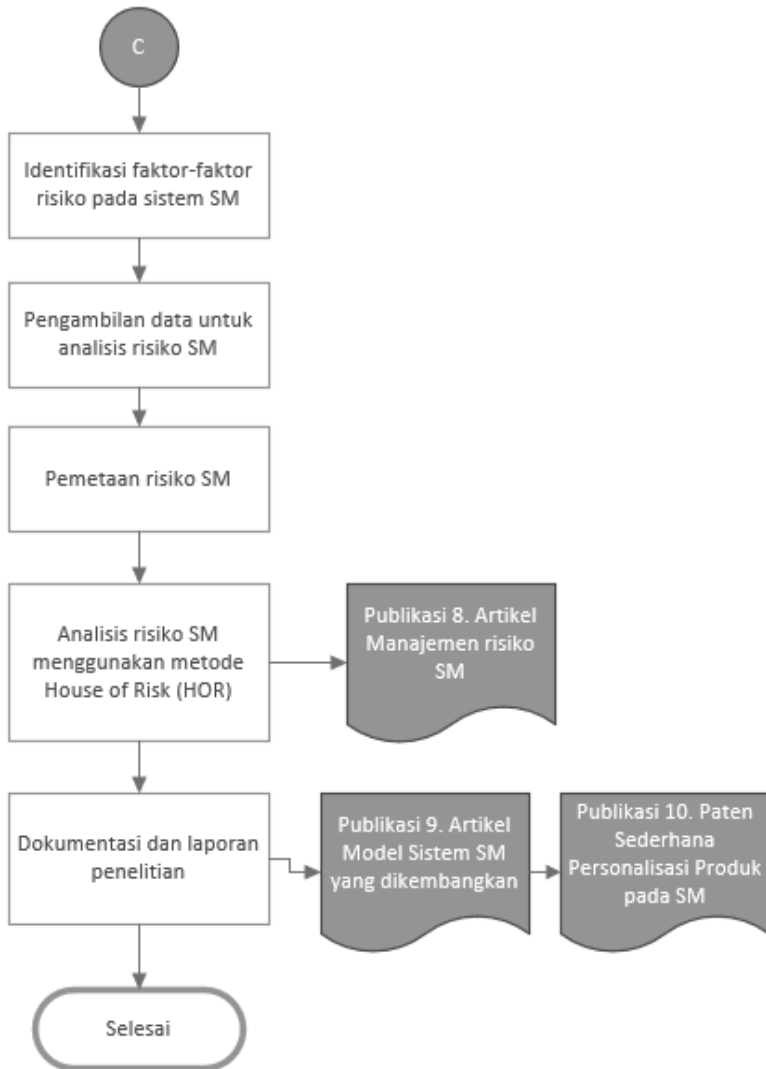 C
Identifikasi faktor-faktor
risiko pada sistem SM
Pengambilan data untuk
analisis risiko SM
Pemetaan risiko SM
Analisis risiko SM
menggunakan metode
House of Risk (HOR)
Publikasi 8. Artikel
Manajemen risiko
SM
Dokumentasi dan laporan
penelitian
Publikasi 9. Artikel
Model Sistem SM
yang dikembangkan
Publikasi 10. Paten
Sederhana
Personalisasi Produk
pada SM
Selesai